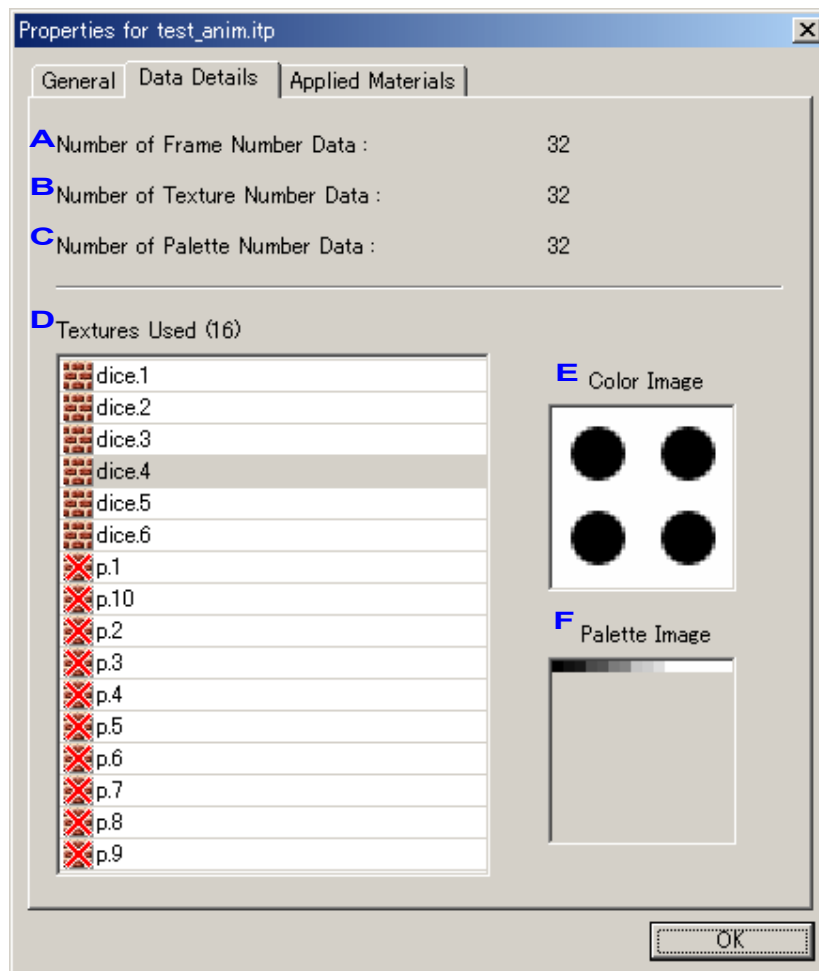 Properties for test_anim.itp
General Data Details Applied Materials
A Number of Frame Number Data : 32
B Number of Texture Number Data : 32
C Number of Palette Number Data : 32
D Textures Used (16)
dice.1
dice.2
dice.3
dice.4
dice.5
dice.6
p.1
p.10
p.2
p.3
p.4
p.5
p.6
p.7
p.8
p.9
E Color Image
F Palette Image
OK